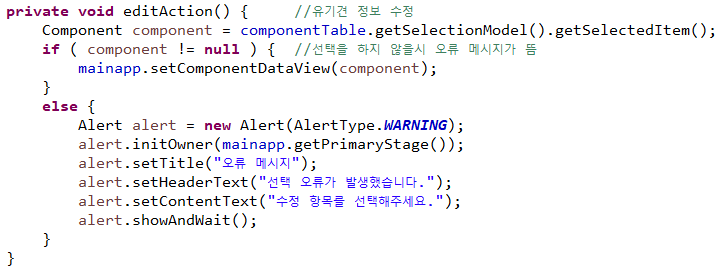 private void editAction() {     //유기견 정보 수정
    Component component = componentTable.getSelectionModel().getSelectedItem();
    if ( component != null ) {  //선택을 하지 않을시 오류 메시지가 뜸
        mainapp.setComponentDataView(component);
    }
    else {
        Alert alert = new Alert(AlertType.WARNING);
        alert.initOwner(mainapp.getPrimaryStage());
        alert.setTitle("오류 메시지");
        alert.setHeaderText("선택 오류가 발생했습니다.");
        alert.setContentText("수정 항목를 선택해주세요.");
        alert.showAndWait();
    }
}